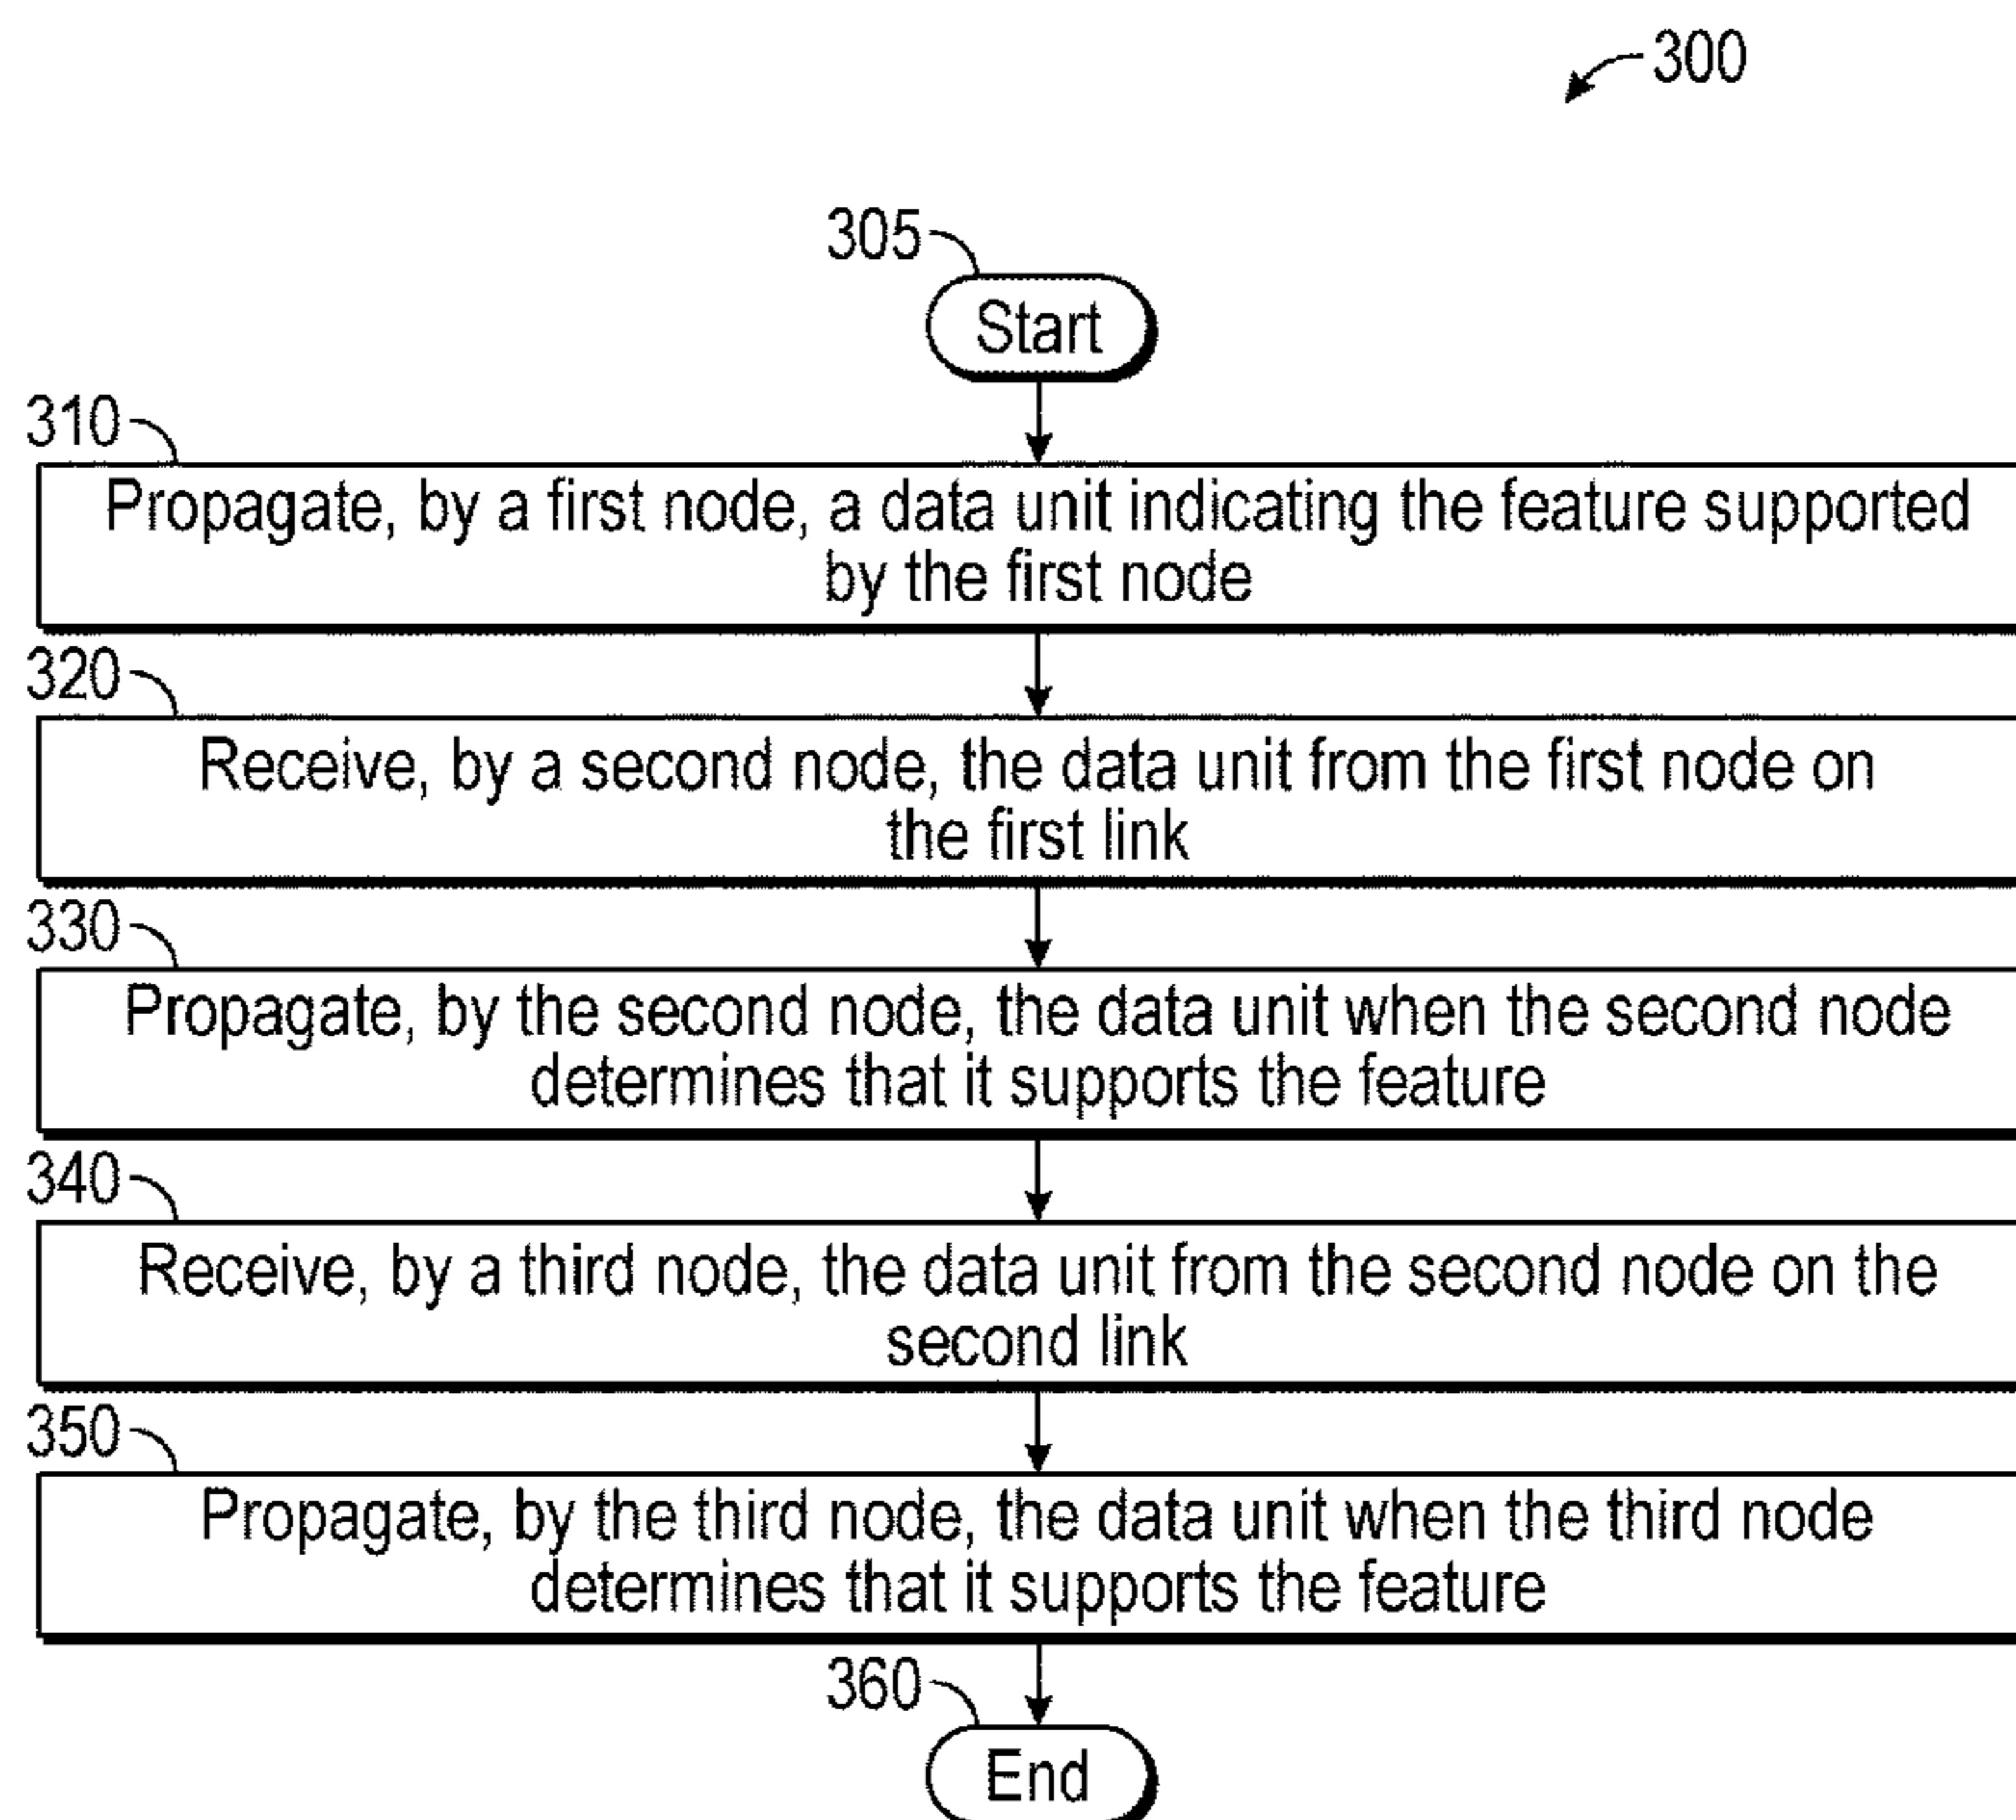 300
305
Start
310
Propagate, by a first node, a data unit indicating the feature supported
by the first node
320
Receive, by a second node, the data unit from the first node on
the first link
330
Propagate, by the second node, the data unit when the second node
determines that it supports the feature
340
Receive, by a third node, the data unit from the second node on the
second link
350
Propagate, by the third node, the data unit when the third node
determines that it supports the feature
360
End